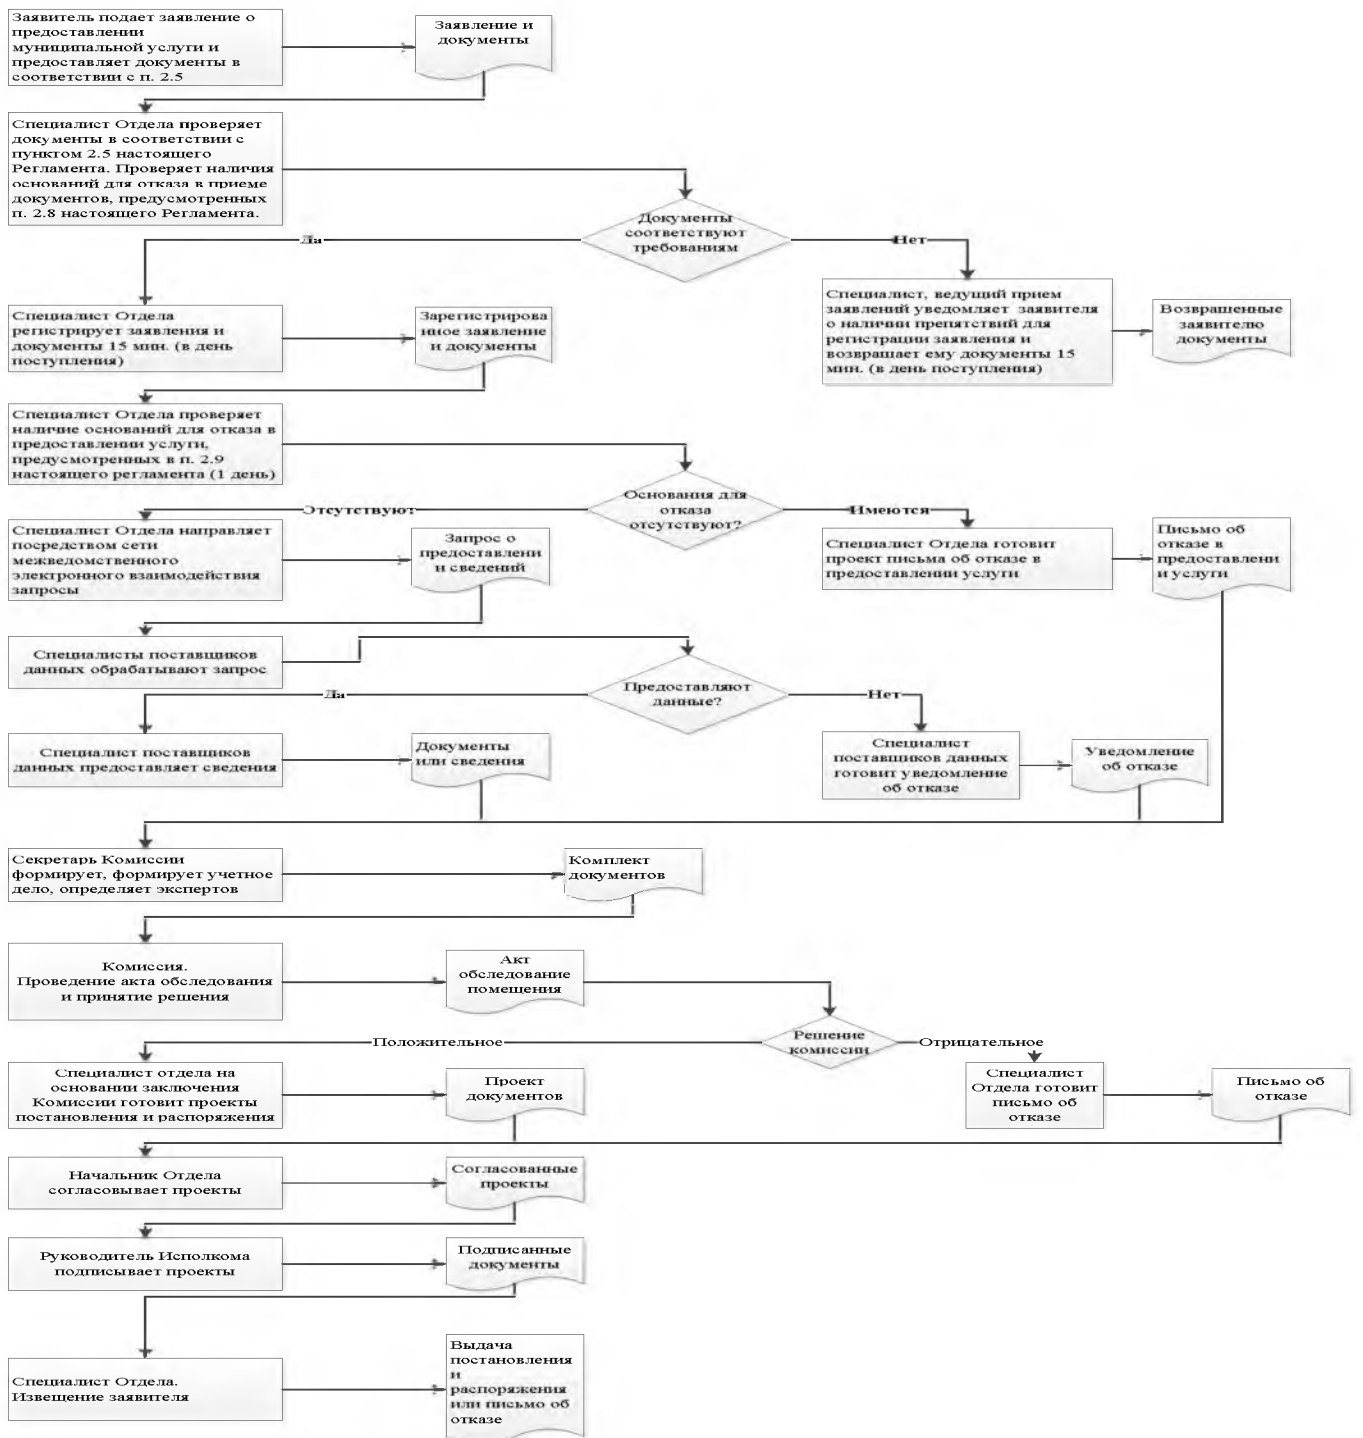 Заявитель подает заявление о
предоставлении
муниципальной услуги и
предоставляет документы в
соответствии с п. 2.5
Заявление и
документы
Специалист Отдела проверяет
документы в соответствии с
пунктом 2.5 настоящего
Регламента. Проверяет наличия
оснований для отказа в приеме
документов, предусмотренных
п. 2.8 настоящего Регламента.
Документы
соответствуют
требованиям
Да
Нет
Специалист Отдела
регистрирует заявления и
документы 15 мин. (в день
поступления)
Зарегистрирова
нное заявление
и документы
Специалист, ведущий прием
заявлений уведомляет заявителя
о наличии препятствий для
регистрации заявления и
возвращает ему документы 15
мин. (в день поступления)
Возвращенные
заявителю
документы
Специалист Отдела проверяет
наличие оснований для отказа в
предоставлении услуги,
предусмотренных в п. 2.9
настоящего регламента (1 день)
Основания для
отказа
отсутствуют?
Отсутствуют
Имеются
Специалист Отдела направляет
посредством сети
межведомственного
электронного взаимодействия
запросы
Запрос о
предоставлени
и сведений
Специалист Отдела готовит
проект письма об отказе в
предоставлении услуги
Письмо об
отказе в
предоставлени
и услуги
Специалисты поставщиков
данных обрабатывают запрос
Предоставляют
данные?
Да
Нет
Специалист поставщиков
данных предоставляет сведения
Документы
или сведения
Специалист
поставщиков данных
готовит уведомление
об отказе
Уведомление
об отказе
Секретарь Комиссии
формирует, формирует учетное
дело, определяет экспертов
Комплект
документов
Комиссия.
Проведение акта обследования
и принятие решения
Акт
обследование
помещения
Решение
комиссии
Положительное
Отрицательное
Специалист отдела на
основании заключения
Комиссии готовит проекты
постановления и распоряжения
Проект
документов
Специалист
Отдела готовит
письмо об
отказе
Письмо об
отказе
Начальник Отдела
согласовывает проекты
Согласованные
проекты
Руководитель Исполкома
подписывает проекты
Подписанные
документы
Специалист Отдела.
Извещение заявителя
Выдача
постановления
и
распоряжения
или письмо об
отказе